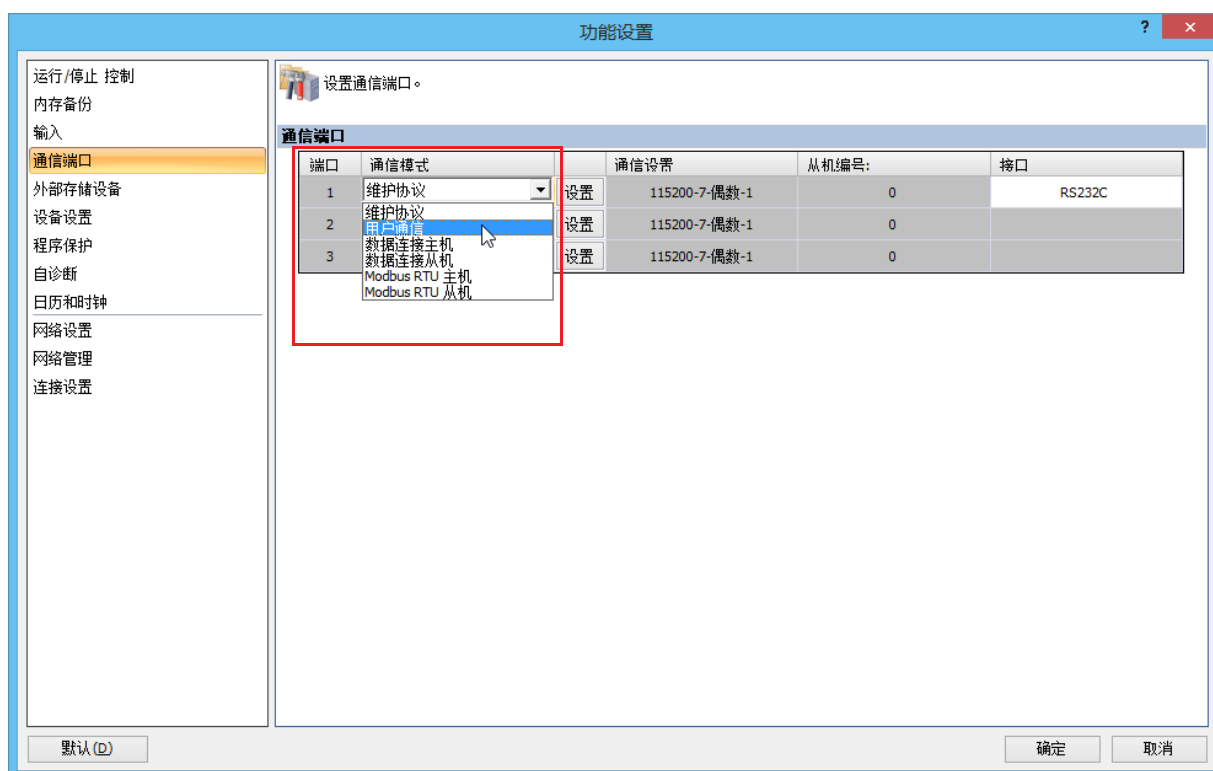 功能设置
?
×
运行/停止 控制
内存备份
输入
通信端口
外部存储设备
设备设置
程序保护
自诊断
日历和时钟
网络设置
网络管理
连接设置
设置通信端口。
通信端口
端口 通信模式 通信设置 从机编号: 接口
1 维护协议 设置 115200-7-偶数-1 0 RS232C
2 设置 115200-7-偶数-1 0
3 设置 115200-7-偶数-1 0
维护协议
用户通信
数据连接主机
数据连接从机
Modbus RTU 主机
Modbus RTU 从机
默认(D)
确定
取消